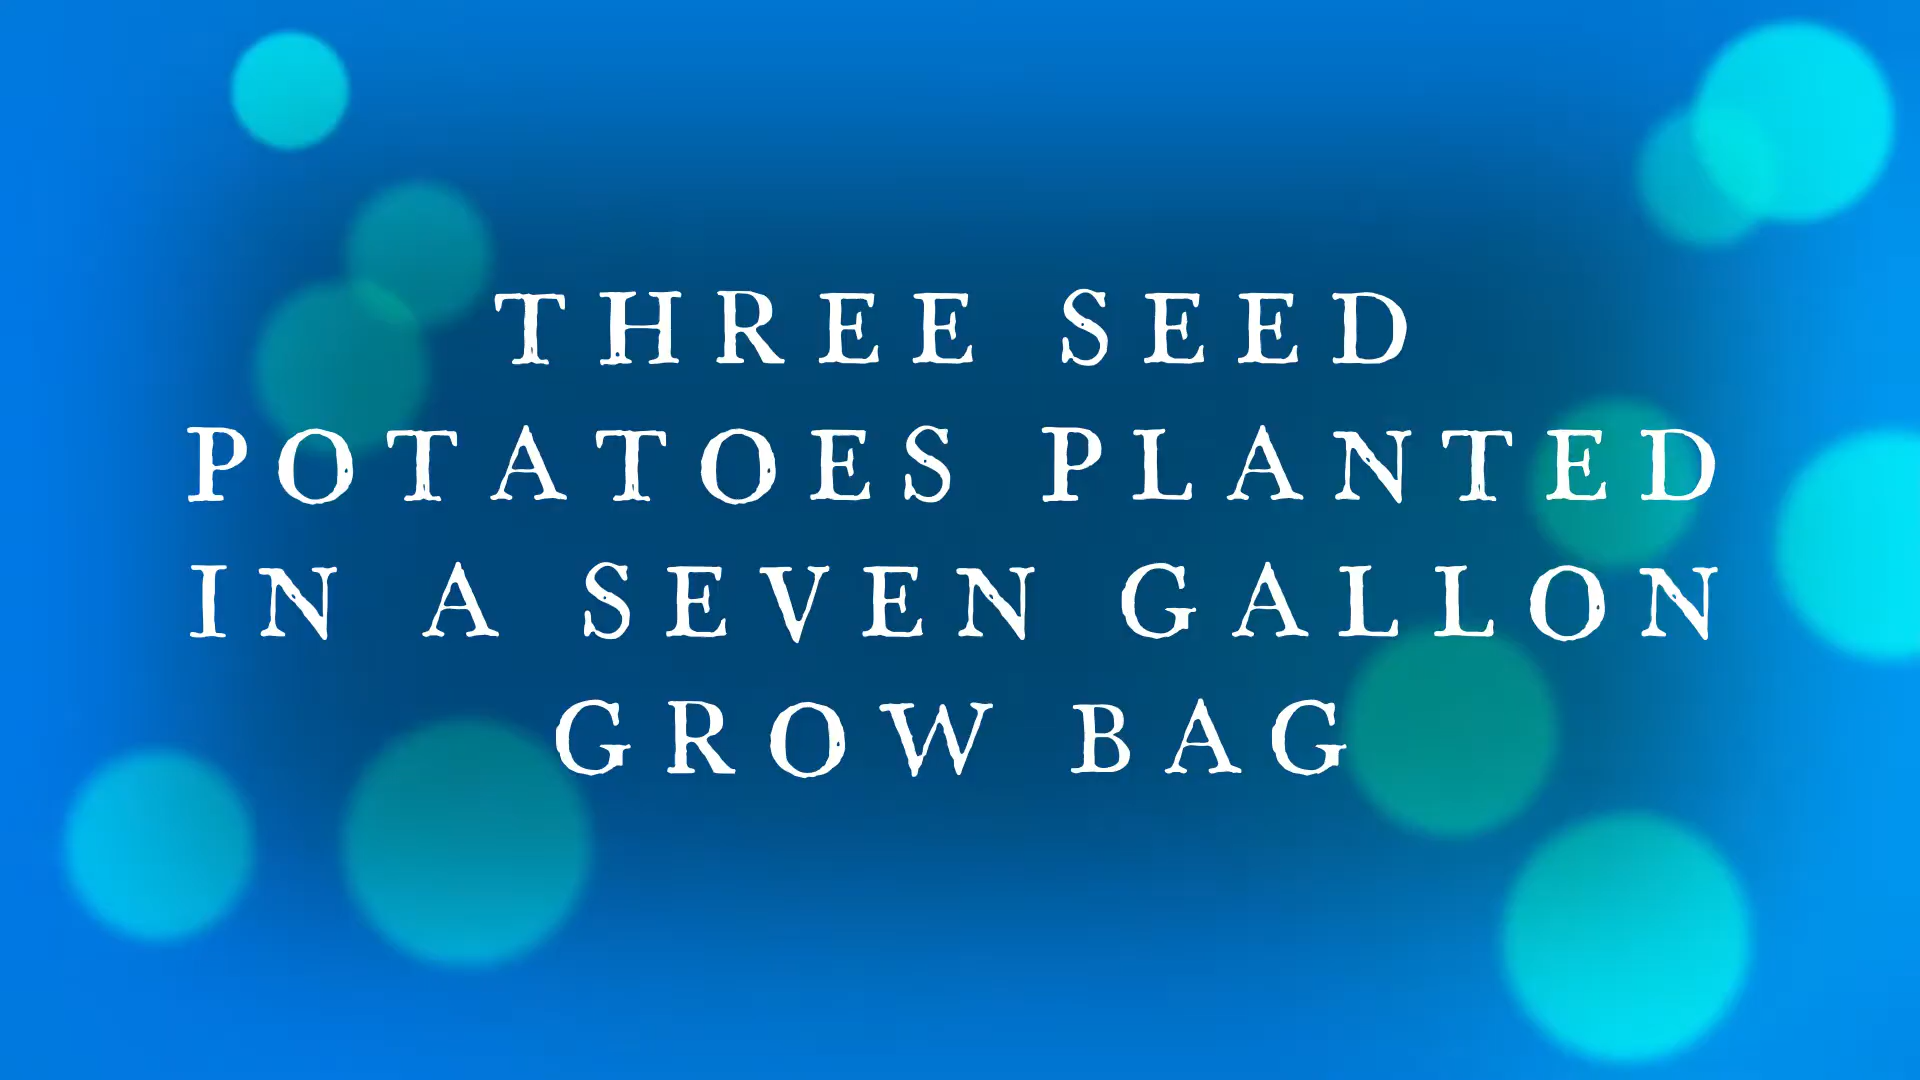 THREE SEED
POTATOES PLANTED
IN A SEVEN GALLON
GROW BAG